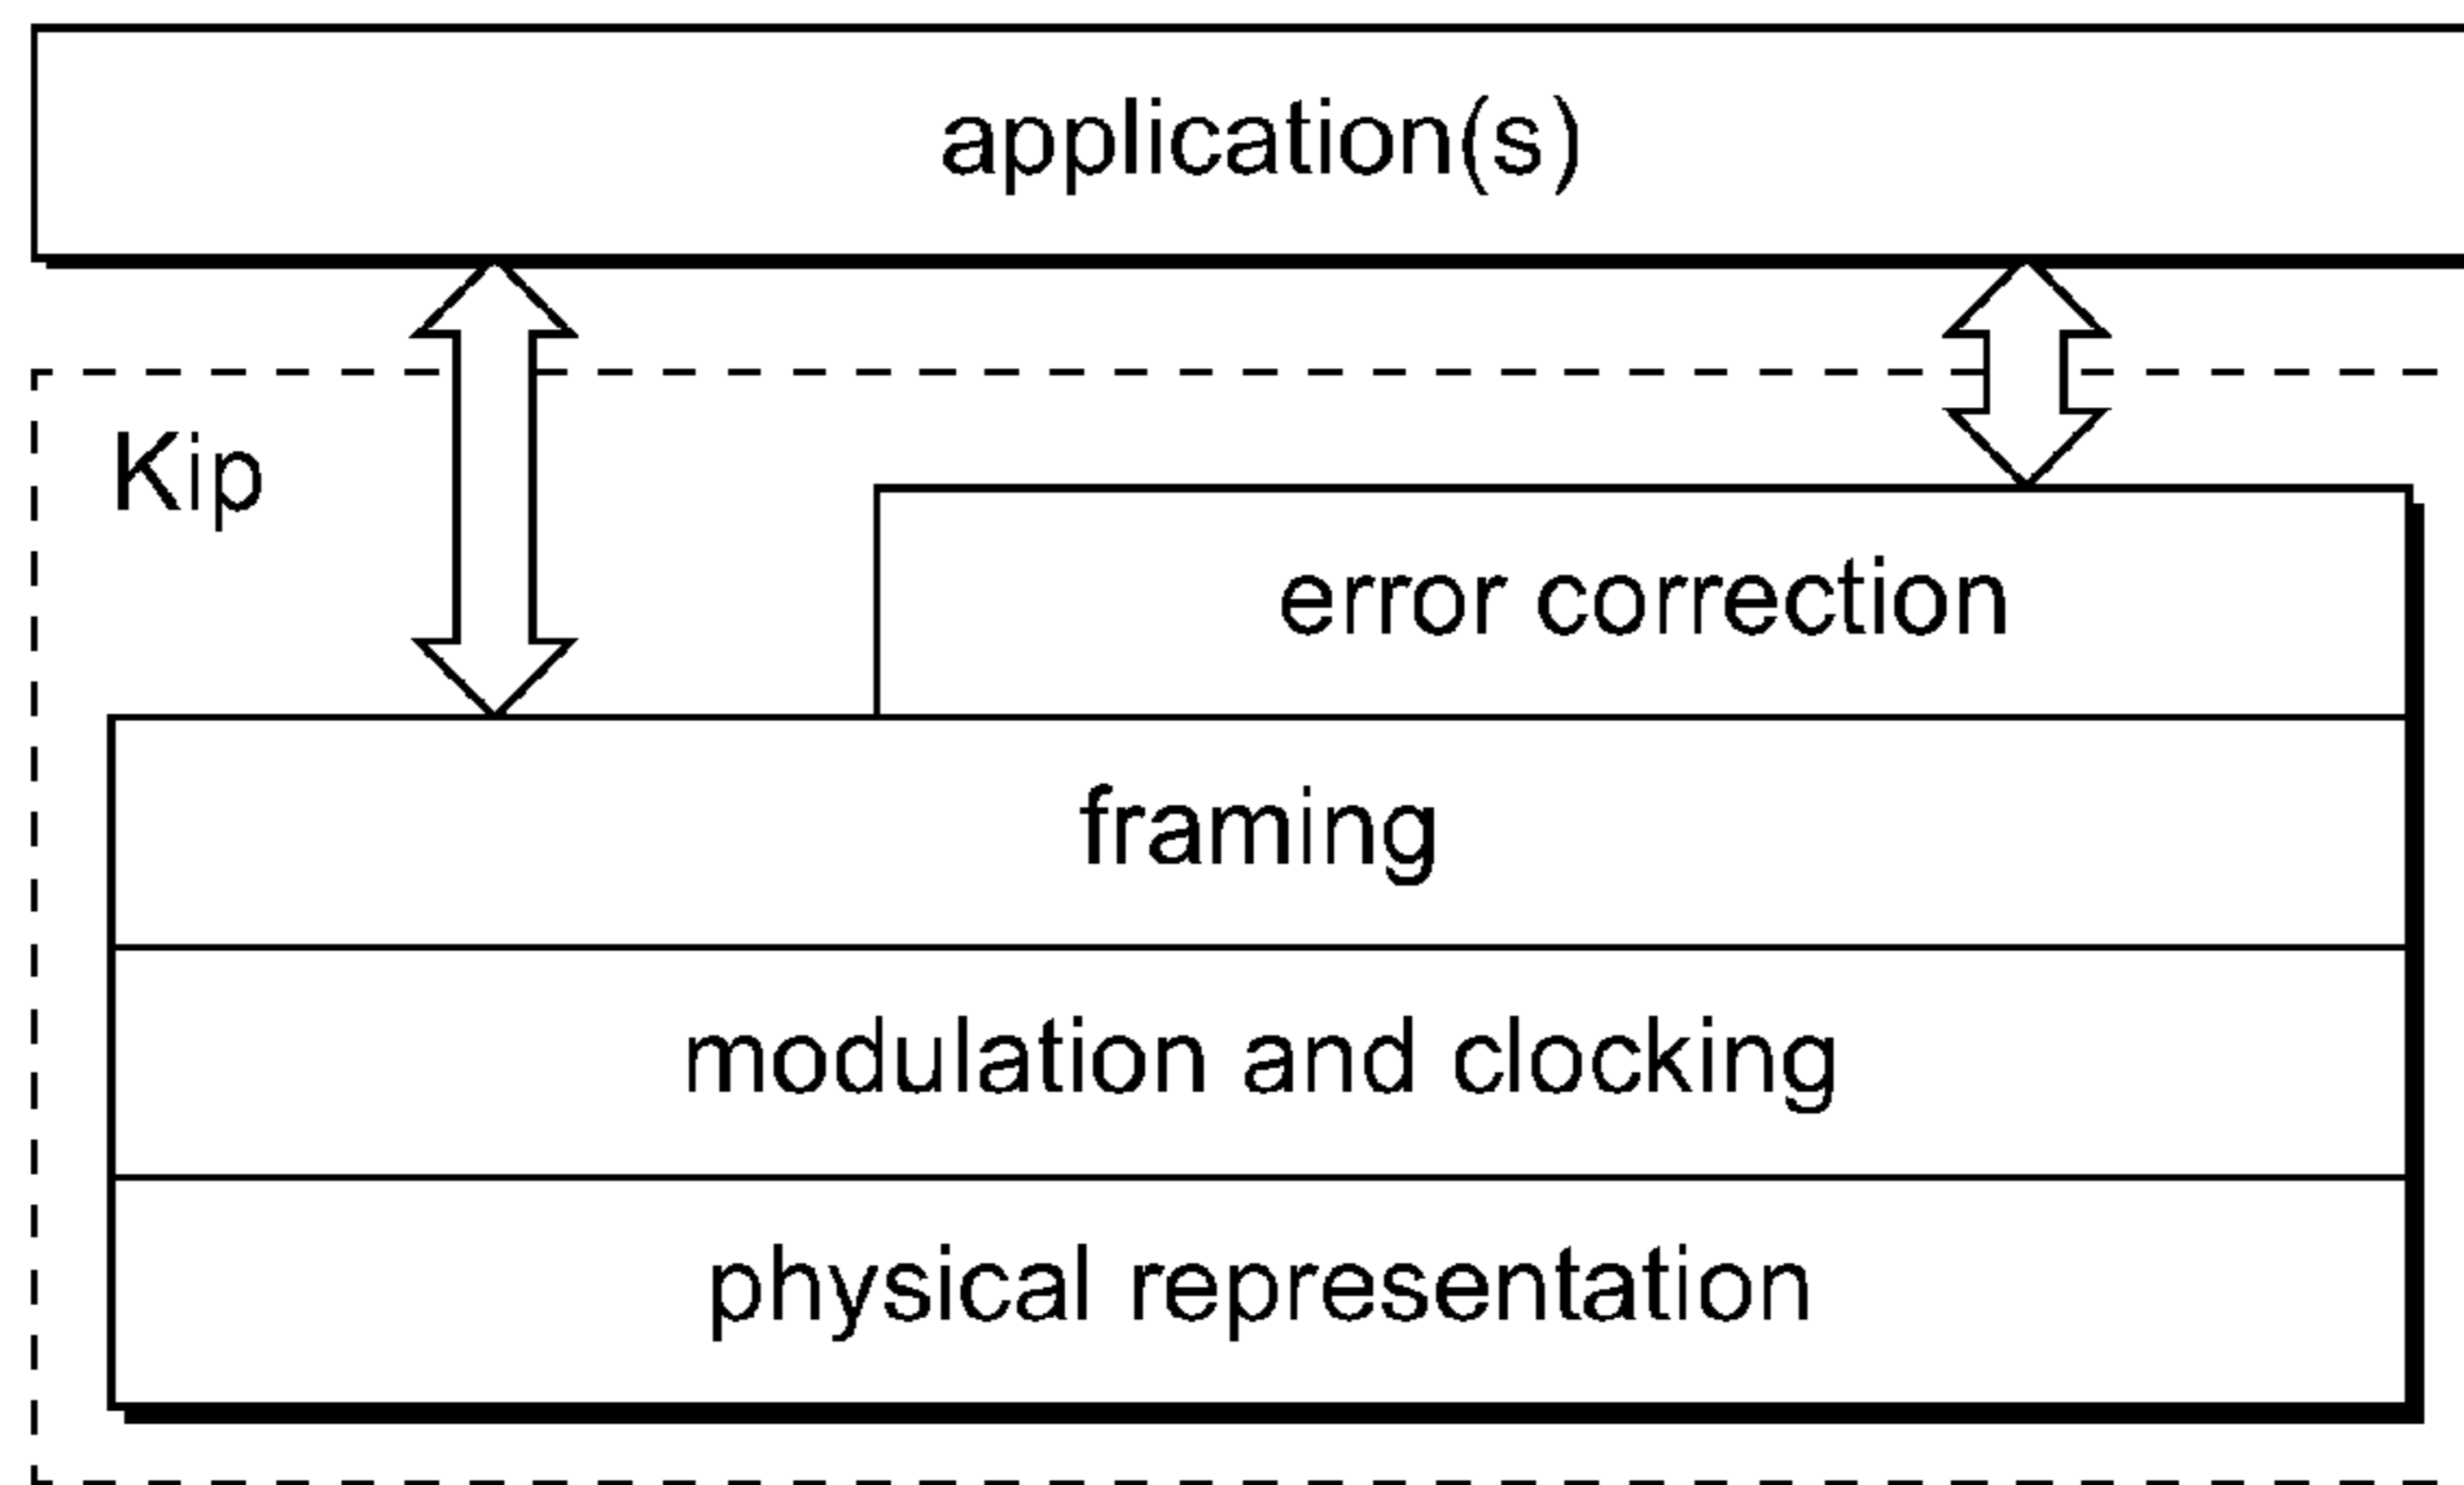 application(s)
Kip
error correction
framing
modulation and clocking
physical representation